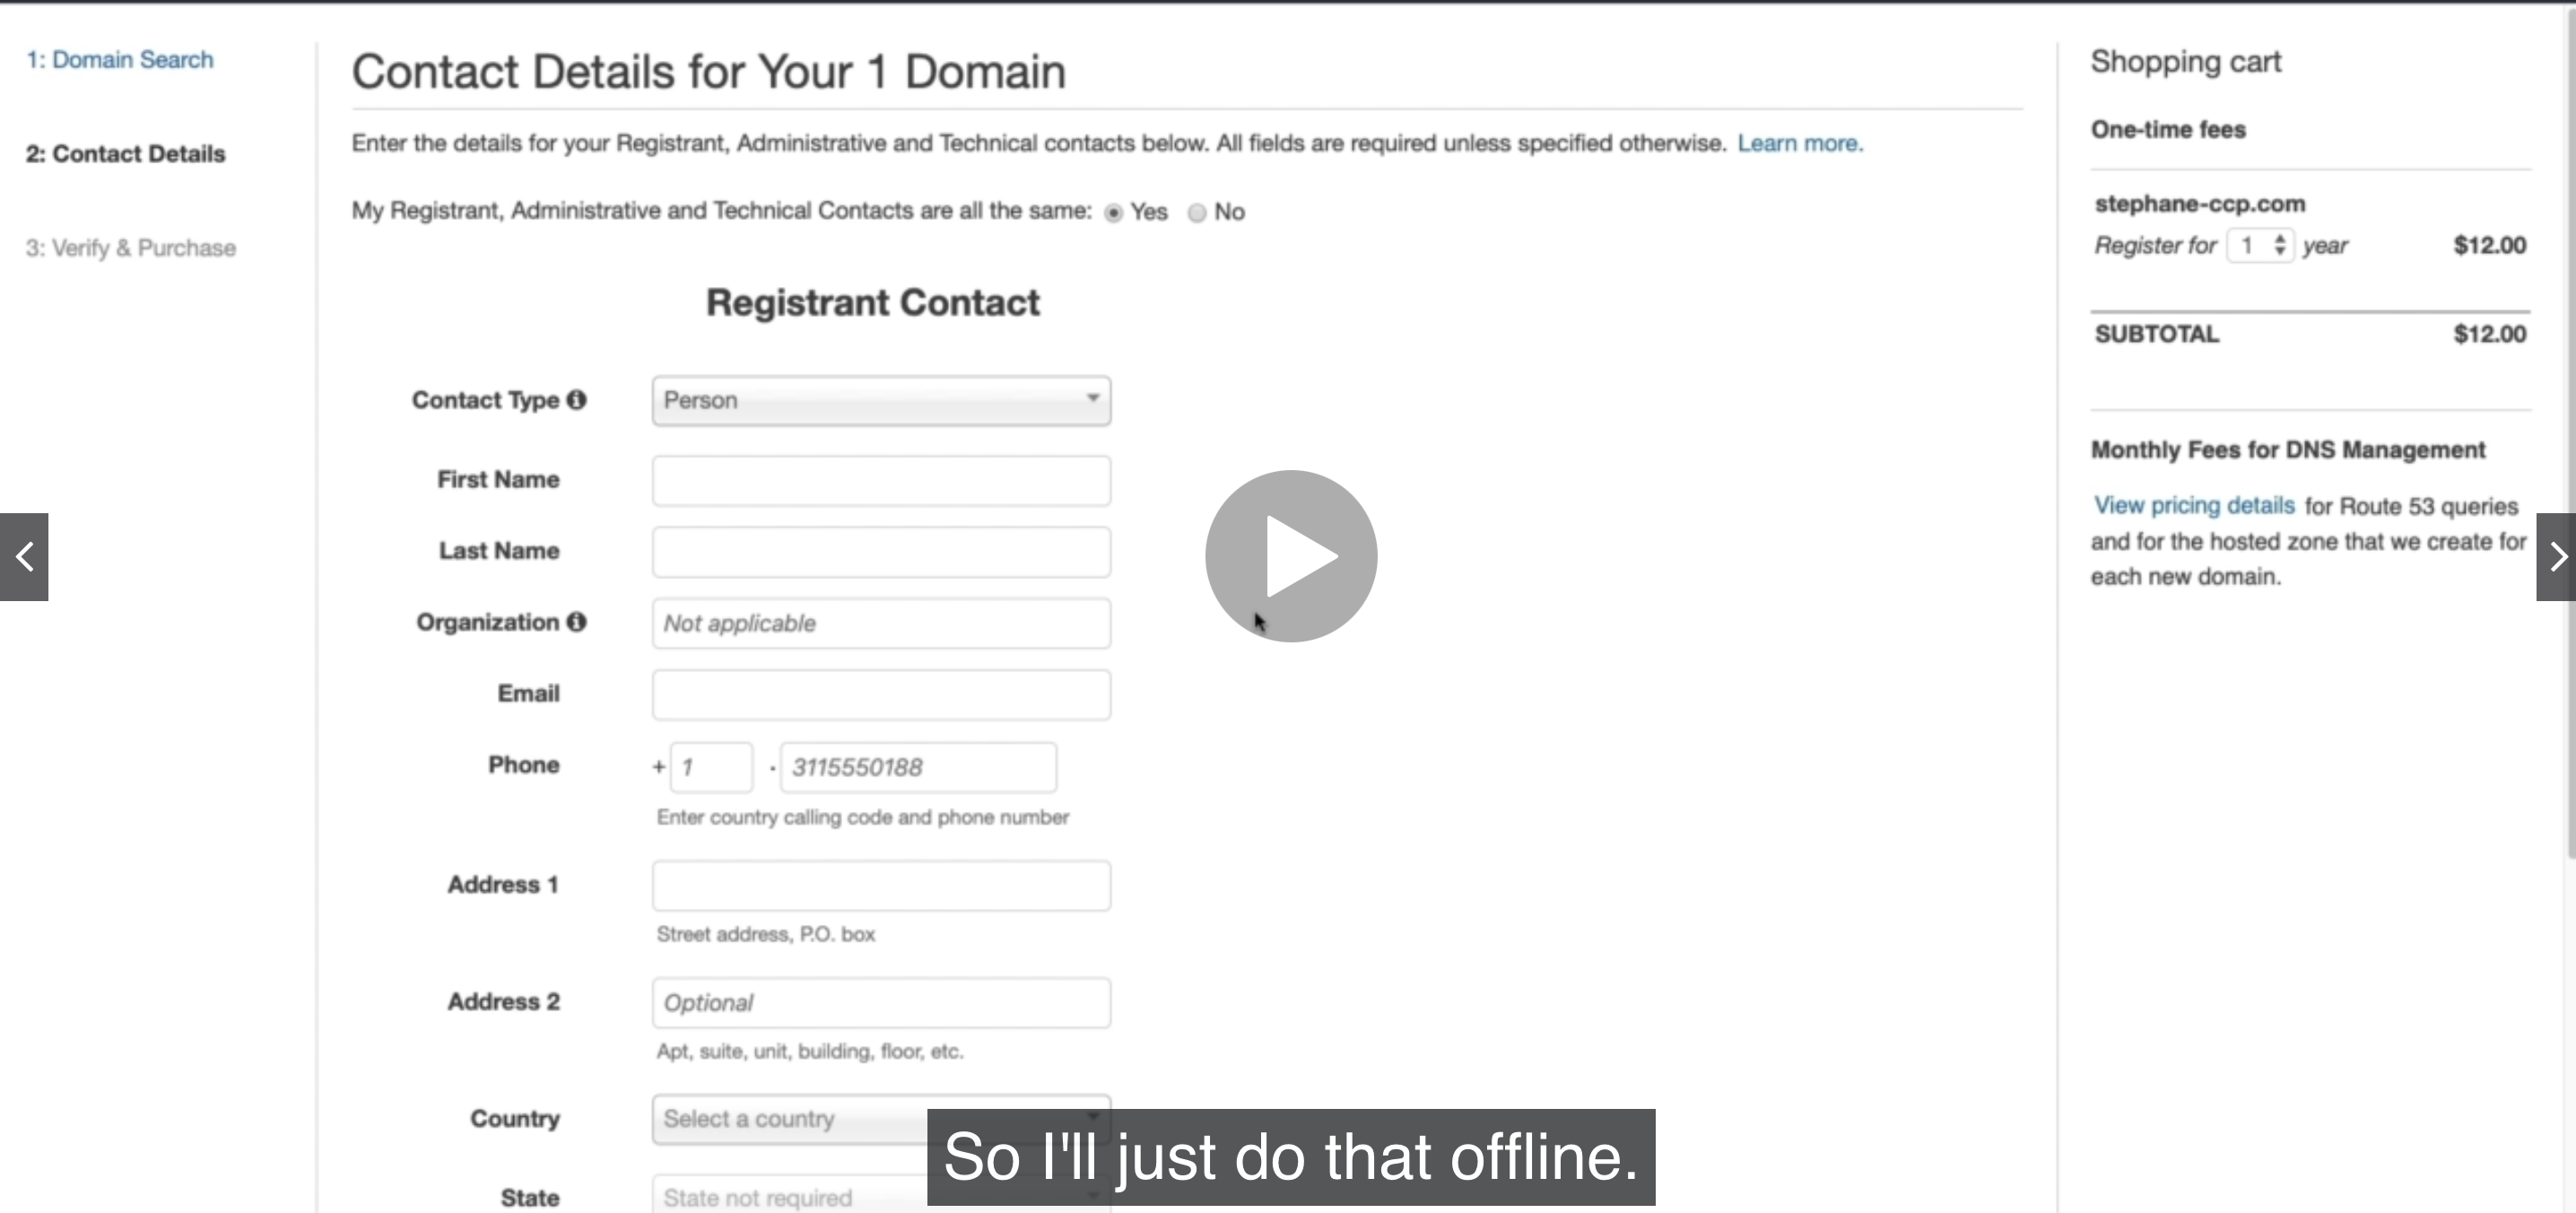 1: Domain Search
2: Contact Details
3: Verify & Purchase
Contact Details for Your 1 Domain
Enter the details for your Registrant, Administrative and Technical contacts below. All fields are required unless specified otherwise. Learn more.
My Registrant, Administrative and Technical Contacts are all the same: Yes No
Registrant Contact
Contact Type Person
First Name
Last Name
Organization Not applicable
Email
Phone + 1 . 3115550188
Enter country calling code and phone number
Address 1
Street address, P.O. box
Address 2 Optional
Apt, suite, unit, building, floor, etc.
Country Select a country
State State not required
So I'll just do that offline.
Shopping cart
One-time fees
stephane-ccp.com
Register for 1 year $12.00
SUBTOTAL $12.00
Monthly Fees for DNS Management
View pricing details for Route 53 queries
and for the hosted zone that we create for
each new domain.